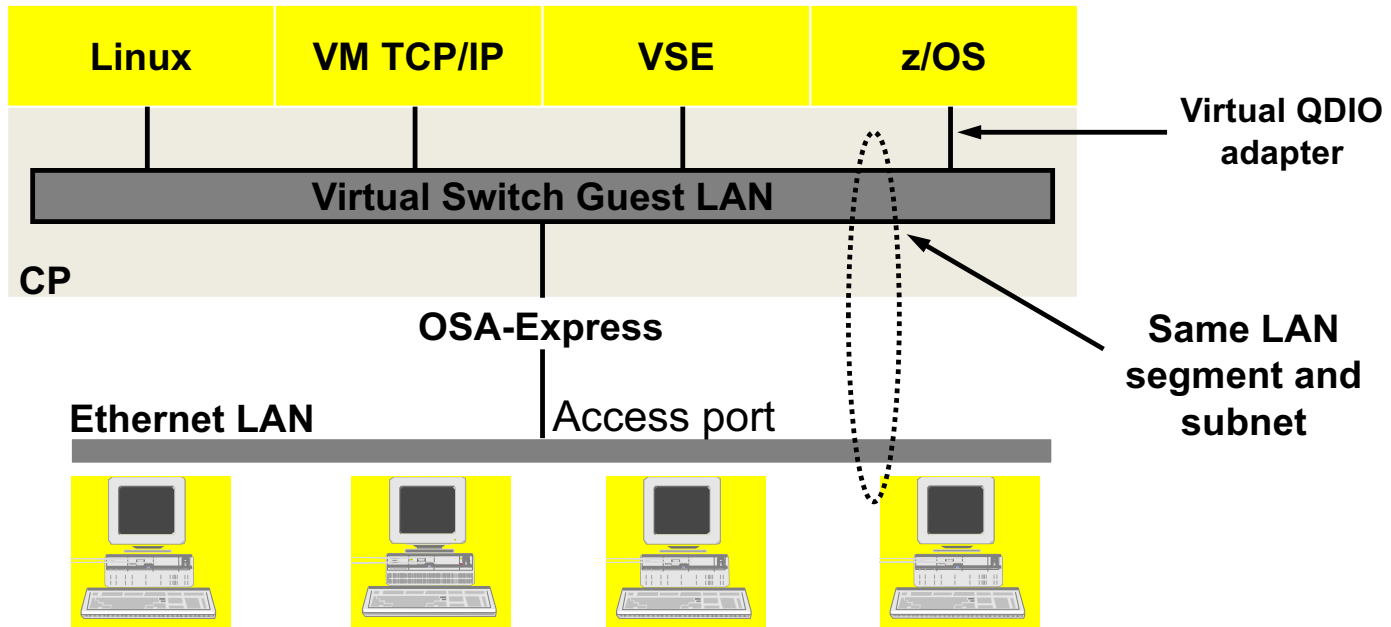 Linux
VM TCP/IP
VSE
z/OS
Virtual QDIO
adapter
Virtual Switch Guest LAN
CP
OSA-Express
Same LAN
segment and
subnet
Ethernet LAN
Access port